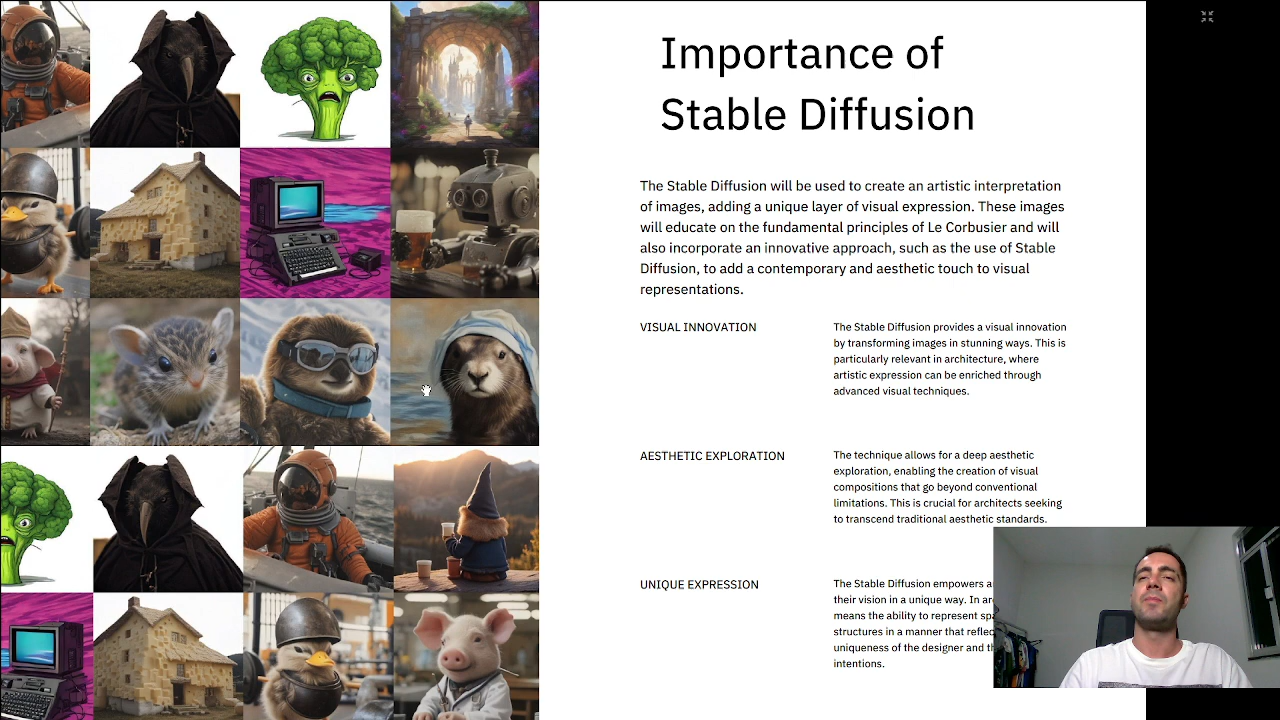 Importance of
Stable Diffusion
The Stable Diffusion will be used to create an artistic interpretation
of images, adding a unique layer of visual expression. These images
will educate on the fundamental principles of Le Corbusier and will
also incorporate an innovative approach, such as the use of Stable
Diffusion, to add a contemporary and aesthetic touch to visual
representations.
VISUAL INNOVATION
The Stable Diffusion provides a visual innovation
by transforming images in stunning ways. This is
particularly relevant in architecture, where
artistic expression can be enriched through
advanced visual techniques.
AESTHETIC EXPLORATION
The technique allows for a deep aesthetic
exploration, enabling the creation of visual
compositions that go beyond conventional
limitations. This is crucial for architects seeking
to transcend traditional aesthetic standards.
UNIQUE EXPRESSION
The Stable Diffusion empowers
their vision in a unique way. In
means the ability to represent
structures in a manner that
uniqueness of the designer and
intentions.